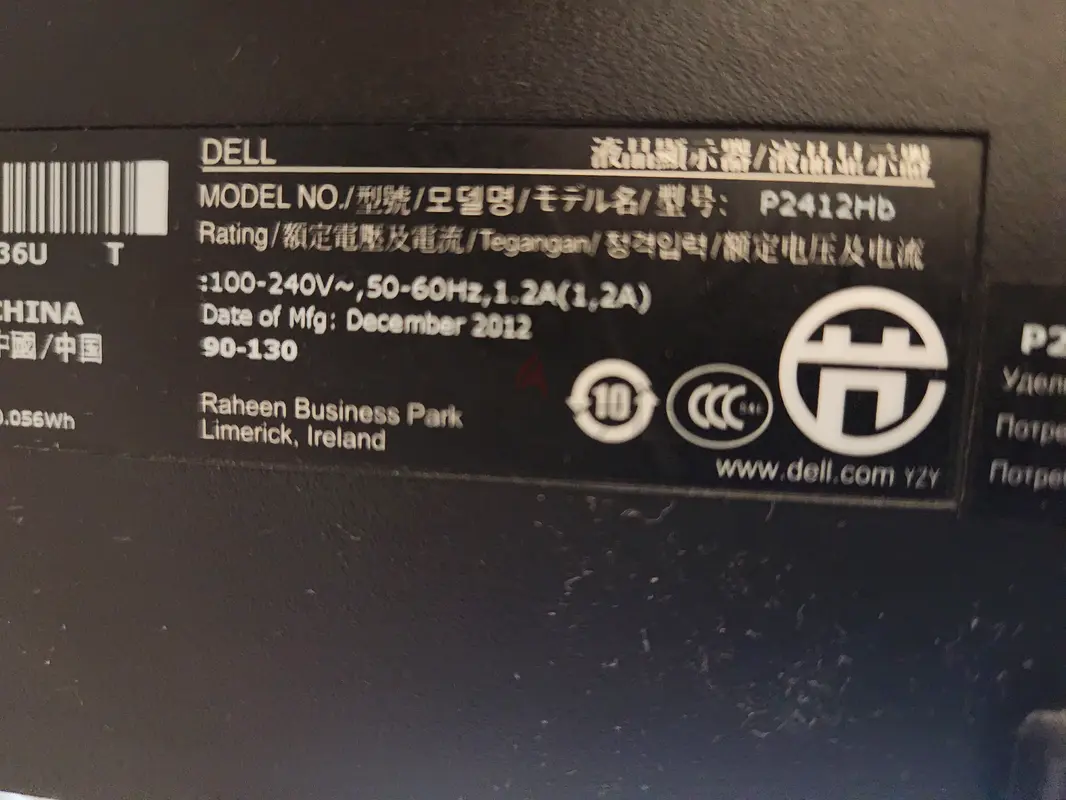 DELL 液晶顯示器/液晶显示器
MODEL NO./型號/모델명/モデル名/型号: P2412Hb
Rating/額定電壓及電流/Tegangan/정격입력/额定电压及电流
:100-240V~,50-60Hz,1.2A(1,2A)
Date of Mfg: December 2012
90-130
Raheen Business Park
Limerick, Ireland
10
CCC
www.dell.com YZY
36U T
CHINA
中國/中国
0.056Wh
P2
Удел
Потре
Потре